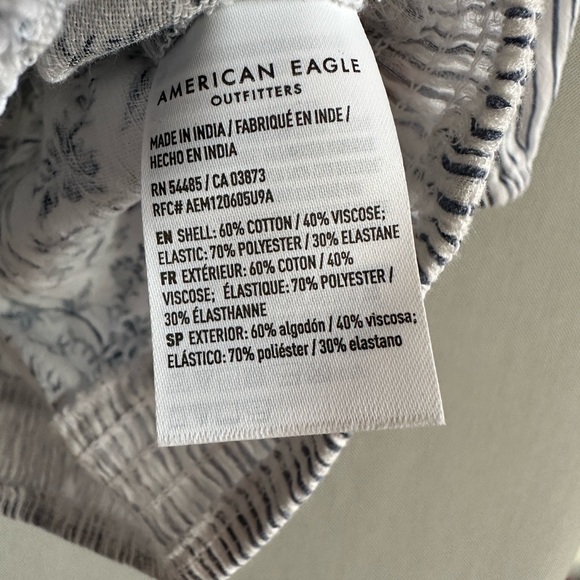 AMERICAN EAGLE
OUTFITTERS
MADE IN INDIA / FABRIQUÉ EN INDE /
HECHO EN INDIA
RN 54485 / CA 03873
RFC# AEM120605U9A
EN SHELL: 60% COTTON / 40% VISCOSE;
ELASTIC: 70% POLYESTER / 30% ELASTANE
FR EXTÉRIEUR: 60% COTON / 40%
VISCOSE; ÉLASTIQUE: 70% POLYESTER /
30% ÉLASTHANNE
SP EXTERIOR: 60% algodón / 40% viscosa;
ELÁSTICO: 70% poliéster / 30% elastano